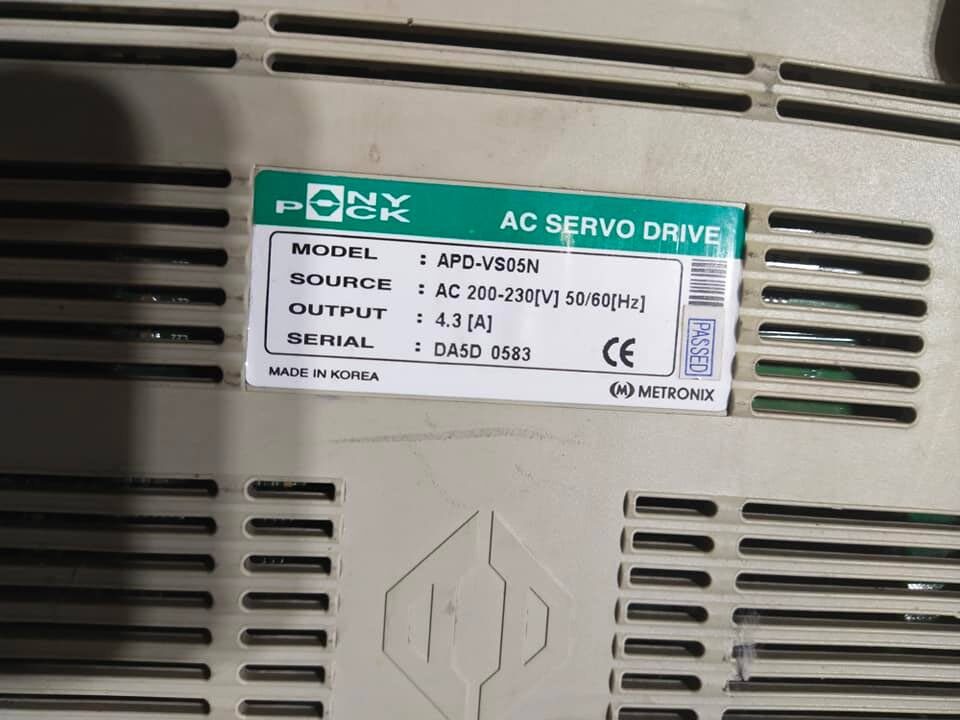 PONY
POCK
AC SERVO DRIVE
MODEL : APD-VS05N
SOURCE : AC 200-230[V] 50/60[Hz]
OUTPUT : 4.3 [A]
SERIAL : DA5D 0583
CE
PASSED
MADE IN KOREA
(M) METRONIX